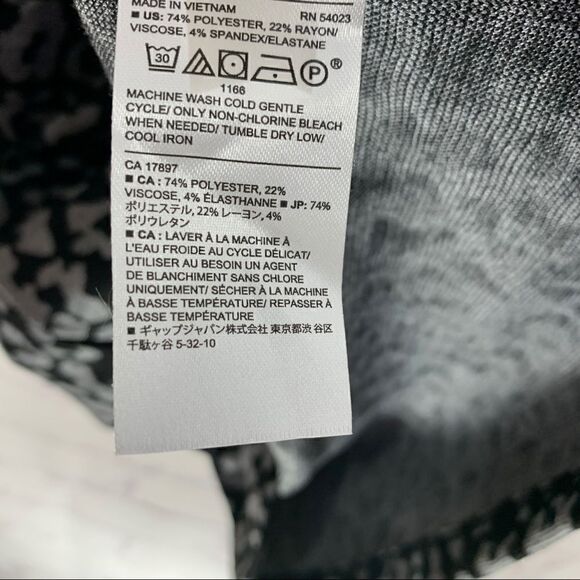 MADE IN VIETNAM RN 54023
■ US: 74% POLYESTER, 22% RAYON/
VISCOSE, 4% SPANDEX/ELASTANE
30 P ®
1166
MACHINE WASH COLD GENTLE
CYCLE/ ONLY NON-CHLORINE BLEACH
WHEN NEEDED/ TUMBLE DRY LOW/
COOL IRON
CA 17897
■ CA : 74% POLYESTER, 22%
VISCOSE, 4% ÉLASTHANNE ■ JP: 74%
ポリエステル, 22% レーヨン, 4%
ポリウレタン
■ CA : LAVER À LA MACHINE À
L'EAU FROIDE AU CYCLE DÉLICAT/
UTILISER AU BESOIN UN AGENT
DE BLANCHIMENT SANS CHLORE
UNIQUEMENT/ SÉCHER À LA MACHINE
À BASSE TEMPÉRATURE/ REPASSER À
BASSE TEMPÉRATURE
■ ギャップジャパン株式会社 東京都渋谷区
千駄ヶ谷 5-32-10